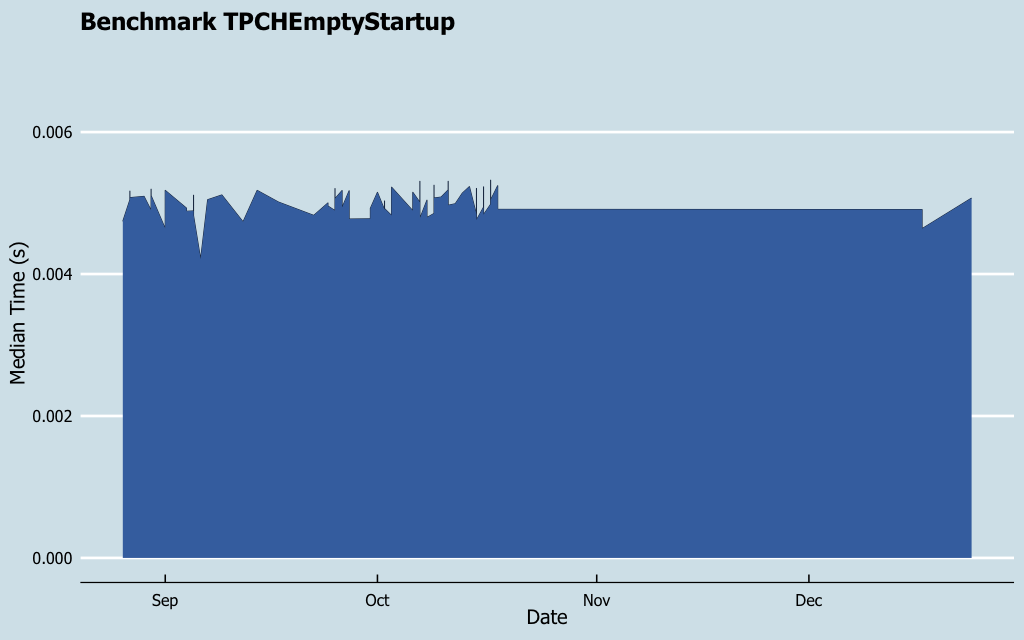 Benchmark TPCHEmptyStartup
Median Time (s)
0.006
0.004
0.002
0.000
Sep Oct Nov Dec
Date